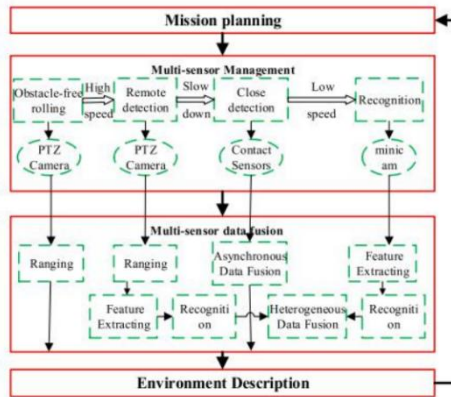 Mission planning
Multi-sensor Management
Obstacle-free
rolling
High
speed
Remote
detection
Slow
down
Close
detection
Low
speed
Recognition
PTZ
Camera
PTZ
Camera
Contact
Sensors
minic
am
Multi-sensor data fusion
Ranging
Ranging
Asynchronous
Data Fusion
Feature
Extracting
Feature
Extracting
Recogniti
on
Heterogeneous
Data Fusion
Recogniti
on
Environment Description